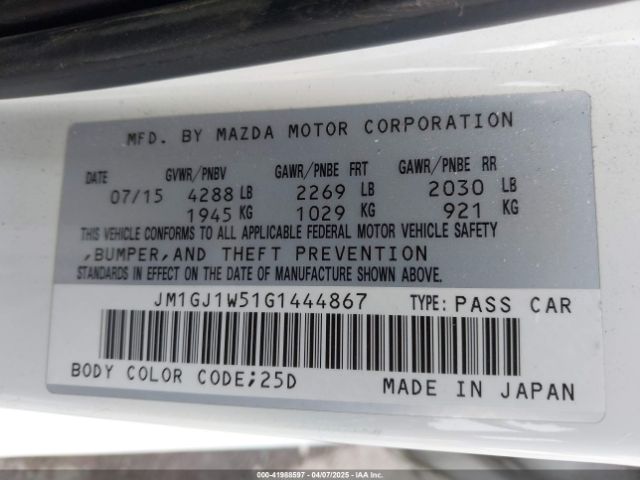 MFD. BY MAZDA MOTOR CORPORATION
DATE GVWR/PNBV GAWR/PNBE FRT GAWR/PNBE RR
07/15 4288 LB 2269 LB 2030 LB
1945 KG 1029 KG 921 KG
THIS VEHICLE CONFORMS TO ALL APPLICABLE FEDERAL MOTOR VEHICLE SAFETY
,BUMPER,AND THEFT PREVENTION
STANDARDS IN EFFECT ON THE DATE OF MANUFACTURE SHOWN ABOVE.
JM1GJ1W51G1444867 TYPE: PASS CAR
BODY COLOR CODE;25D MADE IN JAPAN
000-41988597 04/07/2025 IAA Inc.